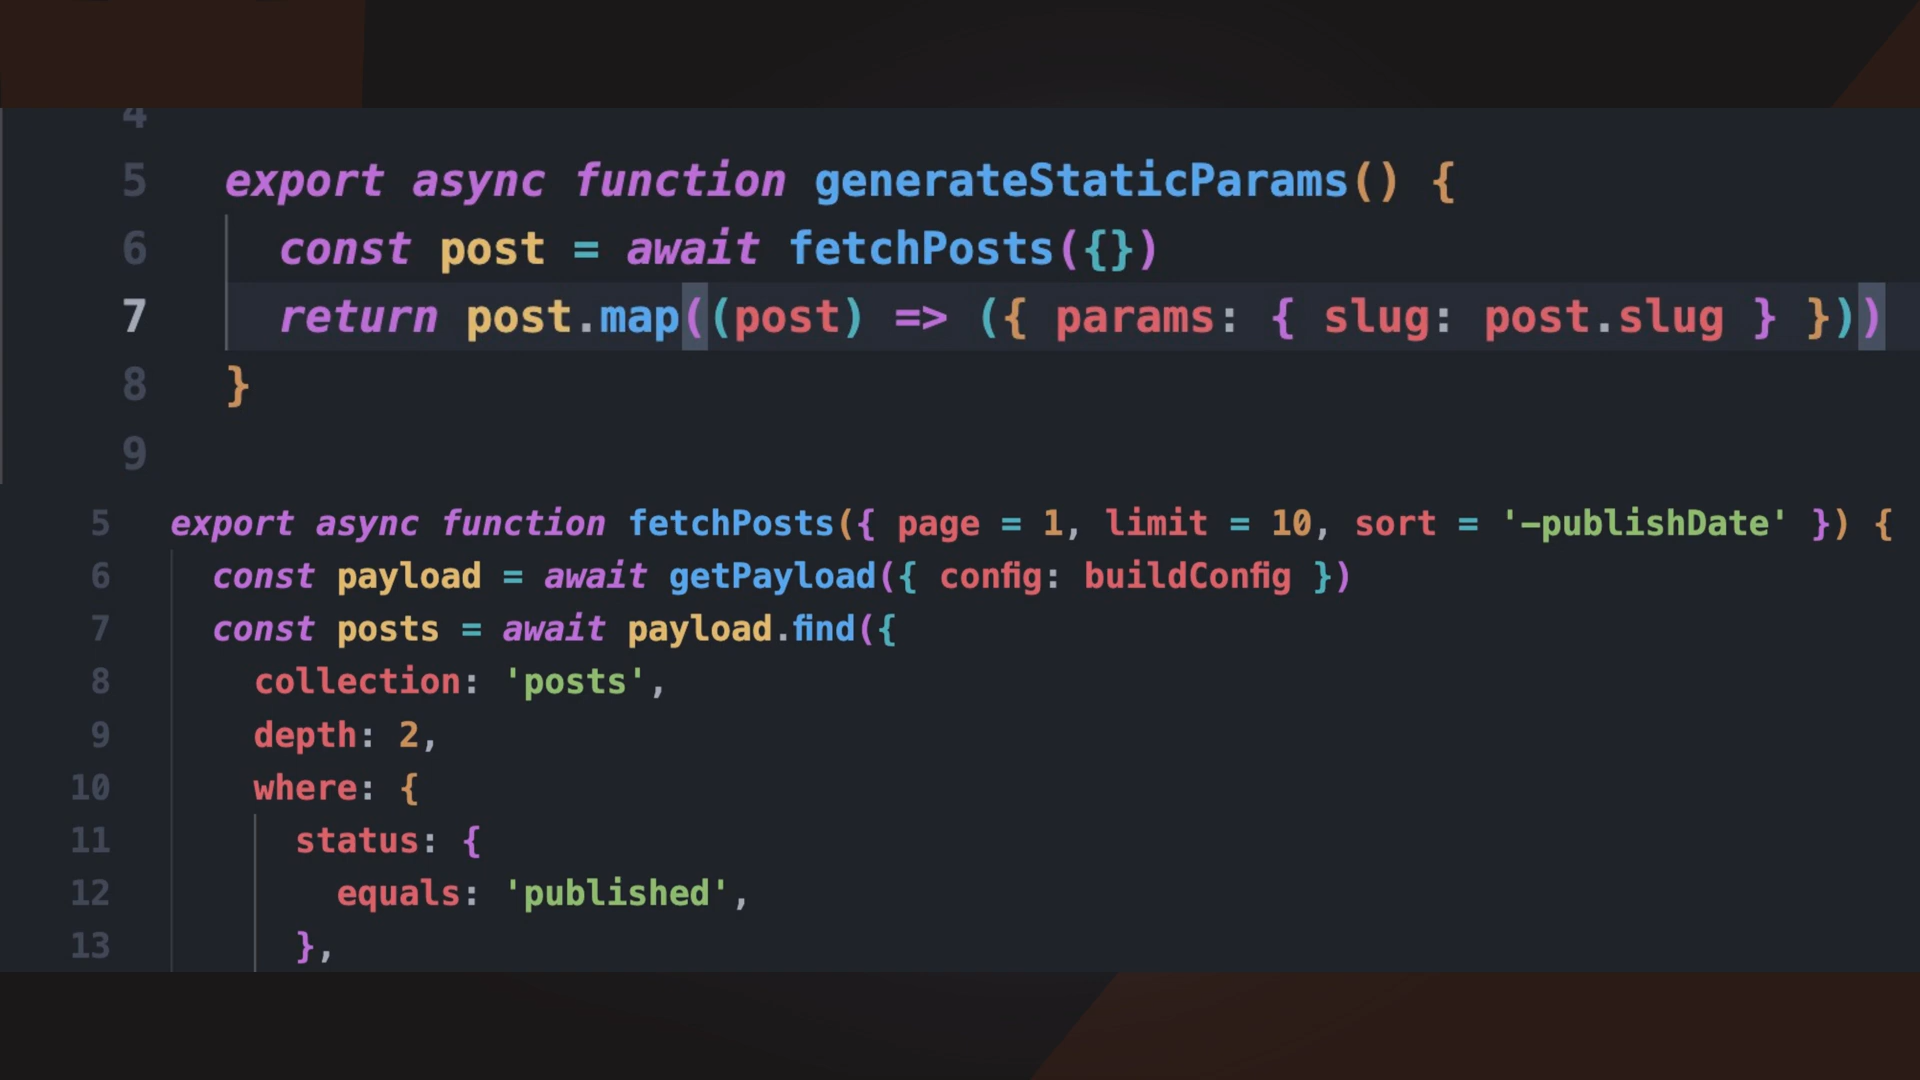 4
5 export async function generateStaticParams() {
6 const post = await fetchPosts({})
7 return post.map((post) => ({ params: { slug: post.slug } }))
8 }
9
5 export async function fetchPosts({ page = 1, limit = 10, sort = '-publishDate' }) {
6 const payload = await getPayload({ config: buildConfig })
7 const posts = await payload.find({
8 collection: 'posts',
9 depth: 2,
10 where: {
11 status: {
12 equals: 'published',
13 },